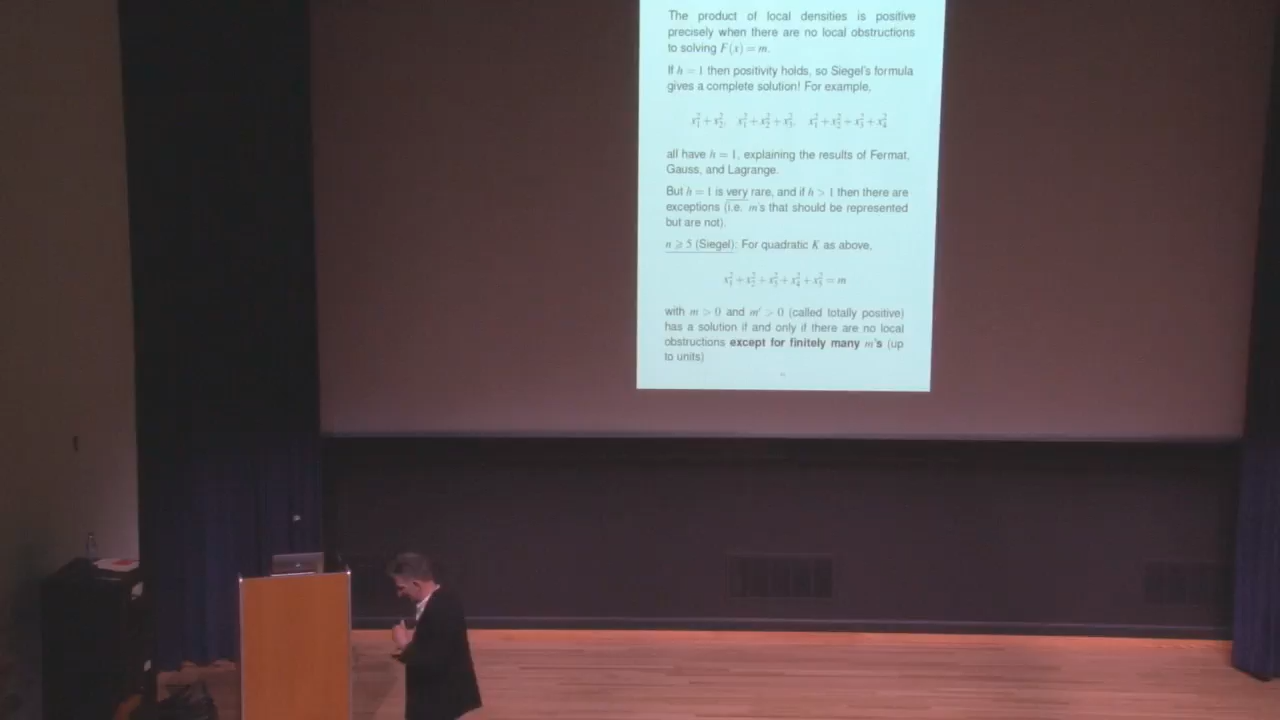 The product of local densities is positive
precisely when there are no local obstructions
to solving F(x) = m.
If h = 1 then positivity holds, so Siegel's formula
gives a complete solution! For example,
x₁² + x₂², x₁² + x₂² + x₃², x₁² + x₂² + x₃² + x₄²
all have h = 1, explaining the results of Fermat,
Gauss, and Lagrange.
But h = 1 is very rare, and if h > 1 then there are
exceptions (i.e. m's that should be represented
but are not).
n ⩾ 5 (Siegel): For quadratic K as above,
x₁² + x₂² + x₃² + x₄² + x₅² = m
with m > 0 and m′ > 0 (called totally positive)
has a solution if and only if there are no local
obstructions except for finitely many m's (up
to units)